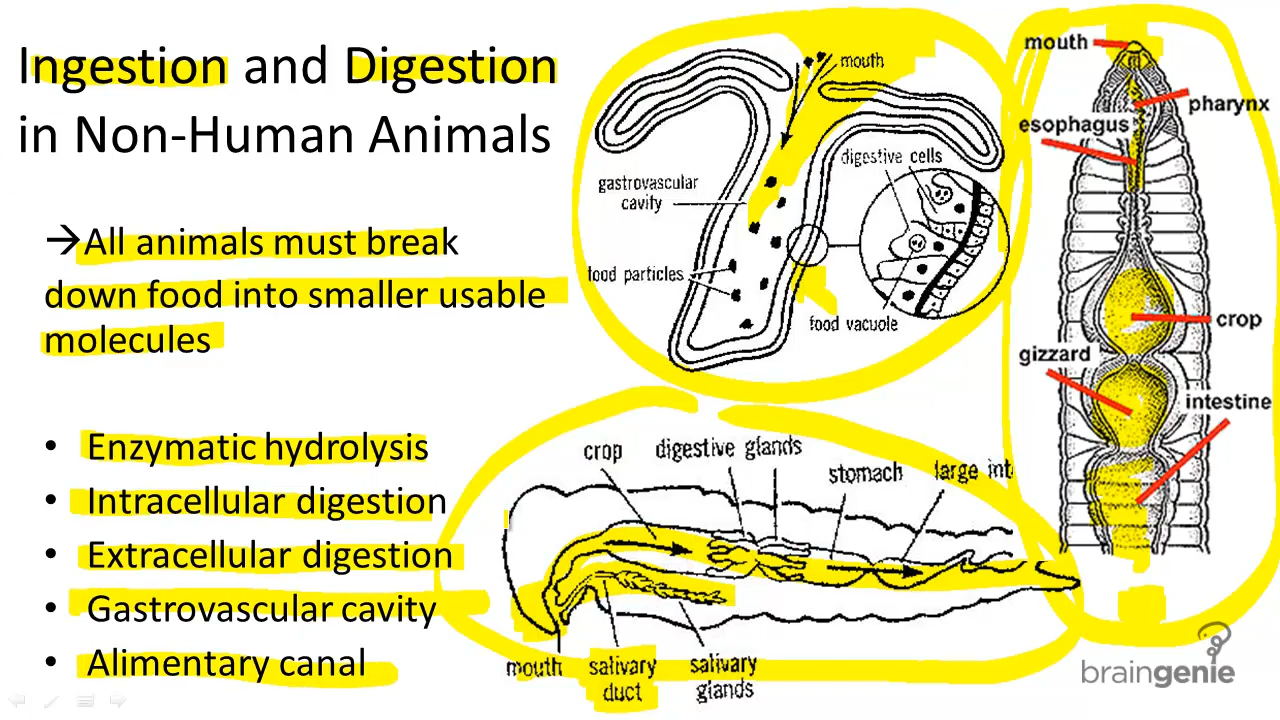 Ingestion and Digestion
in Non-Human Animals
→All animals must break
down food into smaller usable
molecules
• Enzymatic hydrolysis
• Intracellular digestion
• Extracellular digestion
• Gastrovascular cavity
• Alimentary canal
mouth
digestive cells
gastrovascular
cavity
food particles
food vacuole
mouth
pharynx
esophagus
crop
gizzard
intestine
crop
digestive glands
stomach
large int
mouth
salivary
duct
salivary
glands
braingenie